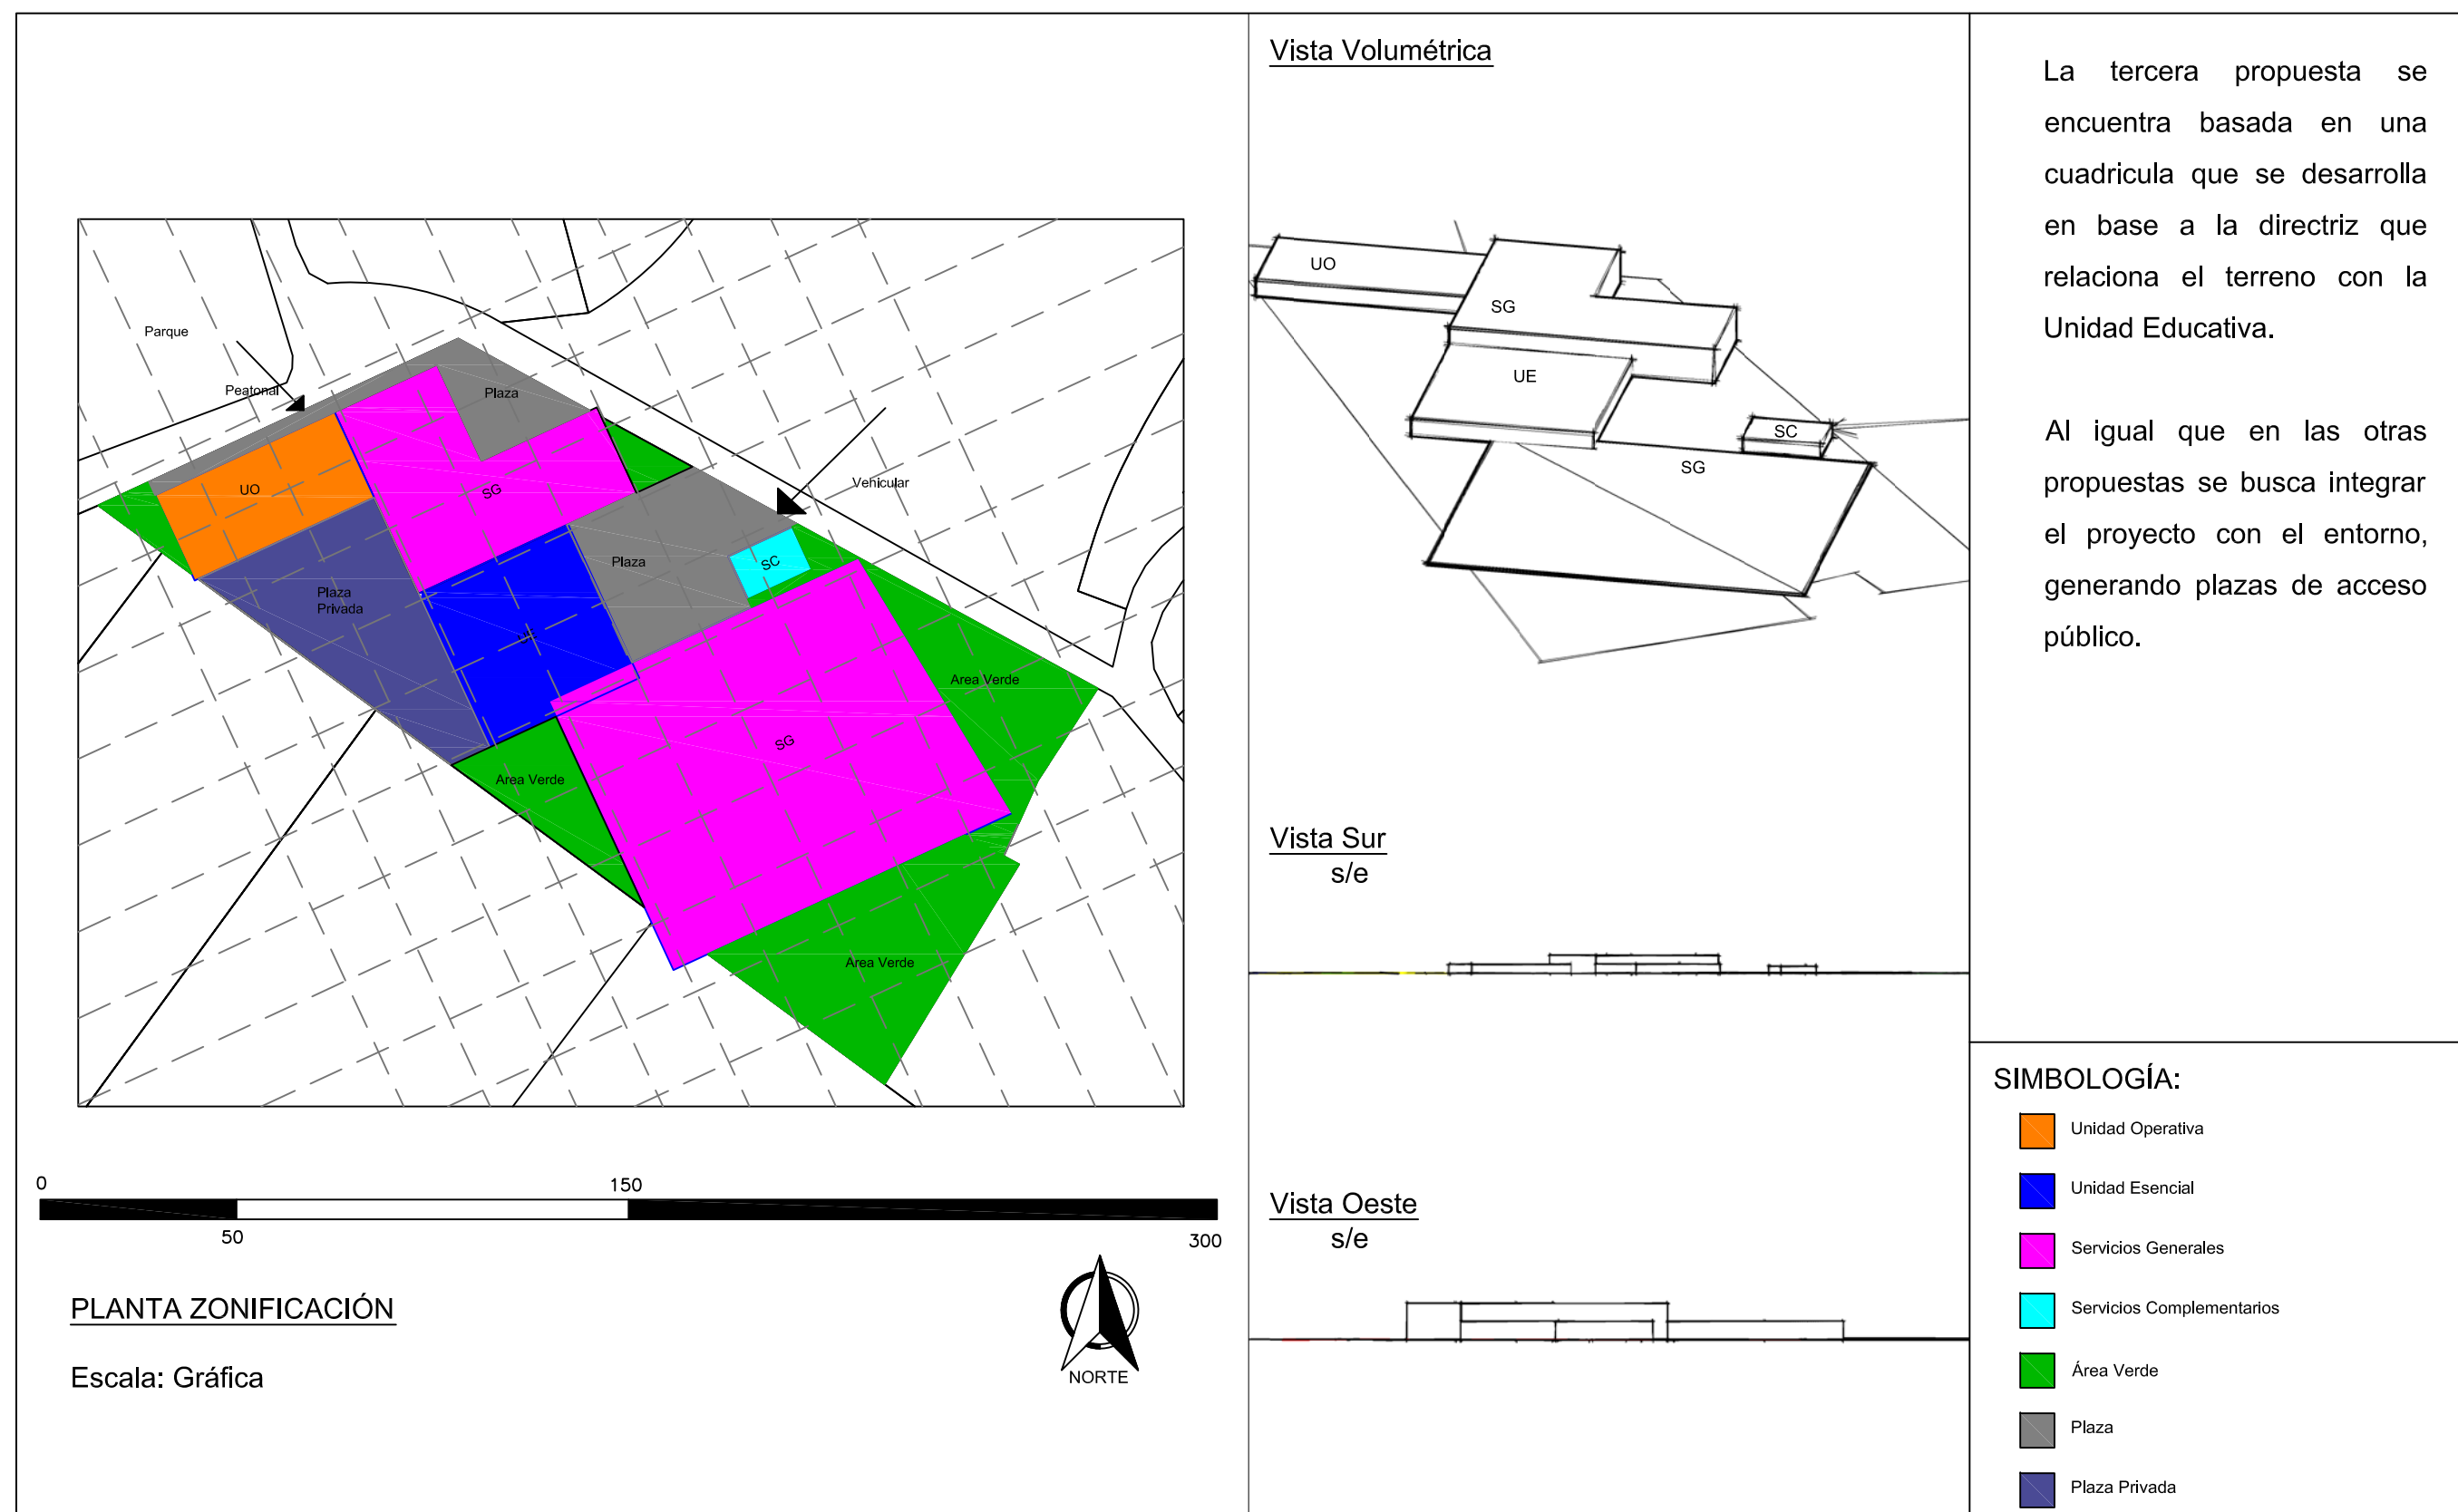 Parque
Peatonal
Plaza
UO
SG
Vehicular
Plaza
SC
Plaza
Privada
Area Verde
SG
Area Verde
Area Verde
0
150
50
300
PLANTA ZONIFICACIÓN
Escala: Gráfica
NORTE
Vista Volumétrica
UO
SG
UE
SC
SG
Vista Sur
s/e
Vista Oeste
s/e
La tercera propuesta se
encuentra basada en una
cuadricula que se desarrolla
en base a la directriz que
relaciona el terreno con la
Unidad Educativa.
Al igual que en las otras
propuestas se busca integrar
el proyecto con el entorno,
generando plazas de acceso
público.
SIMBOLOGÍA:
Unidad Operativa
Unidad Esencial
Servicios Generales
Servicios Complementarios
Área Verde
Plaza
Plaza Privada